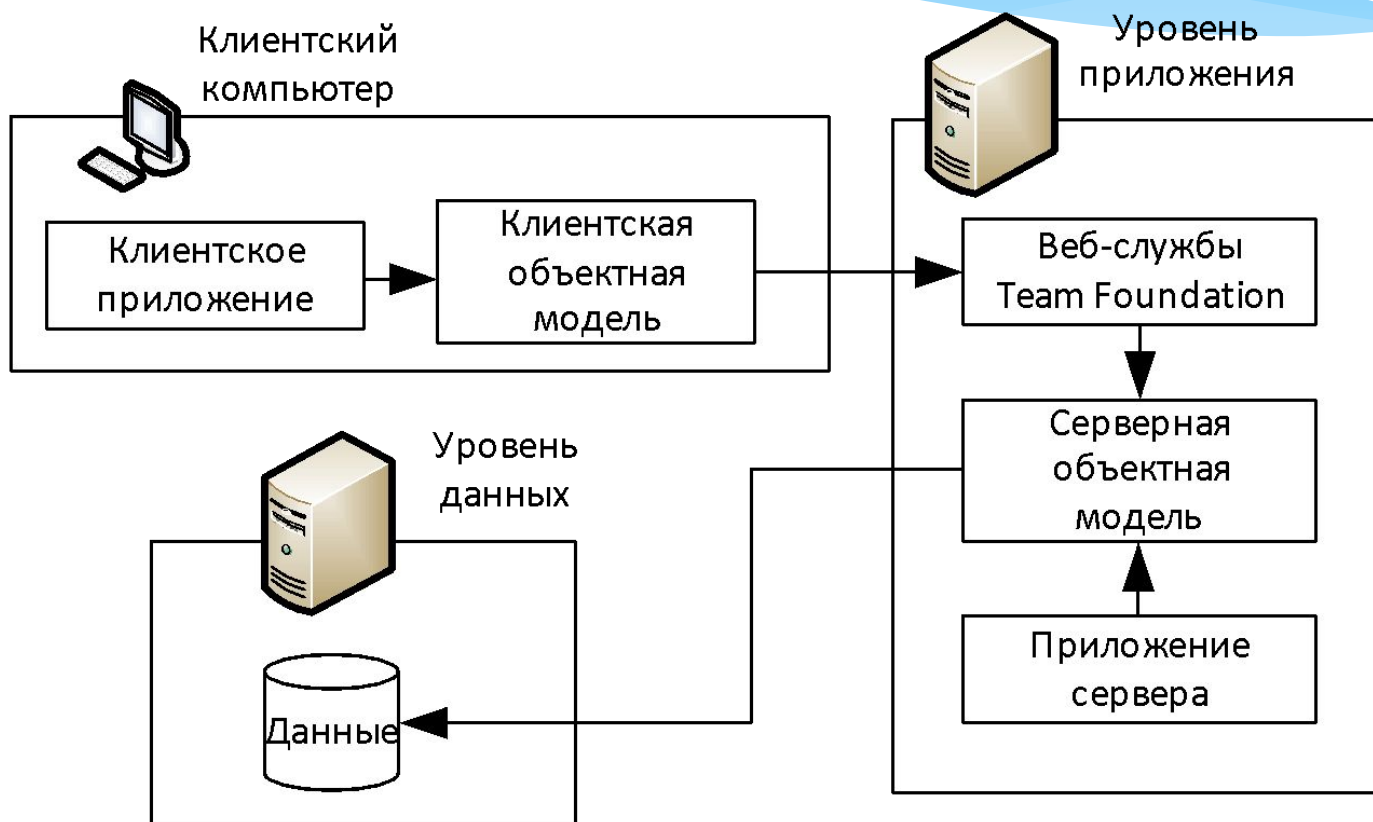 Клиентский
компьютер
Уровень
приложения
Клиентское
приложение
Клиентская
объектная
модель
Веб-службы
Team Foundation
Серверная
объектная
модель
Уровень
данных
Приложение
сервера
Данные